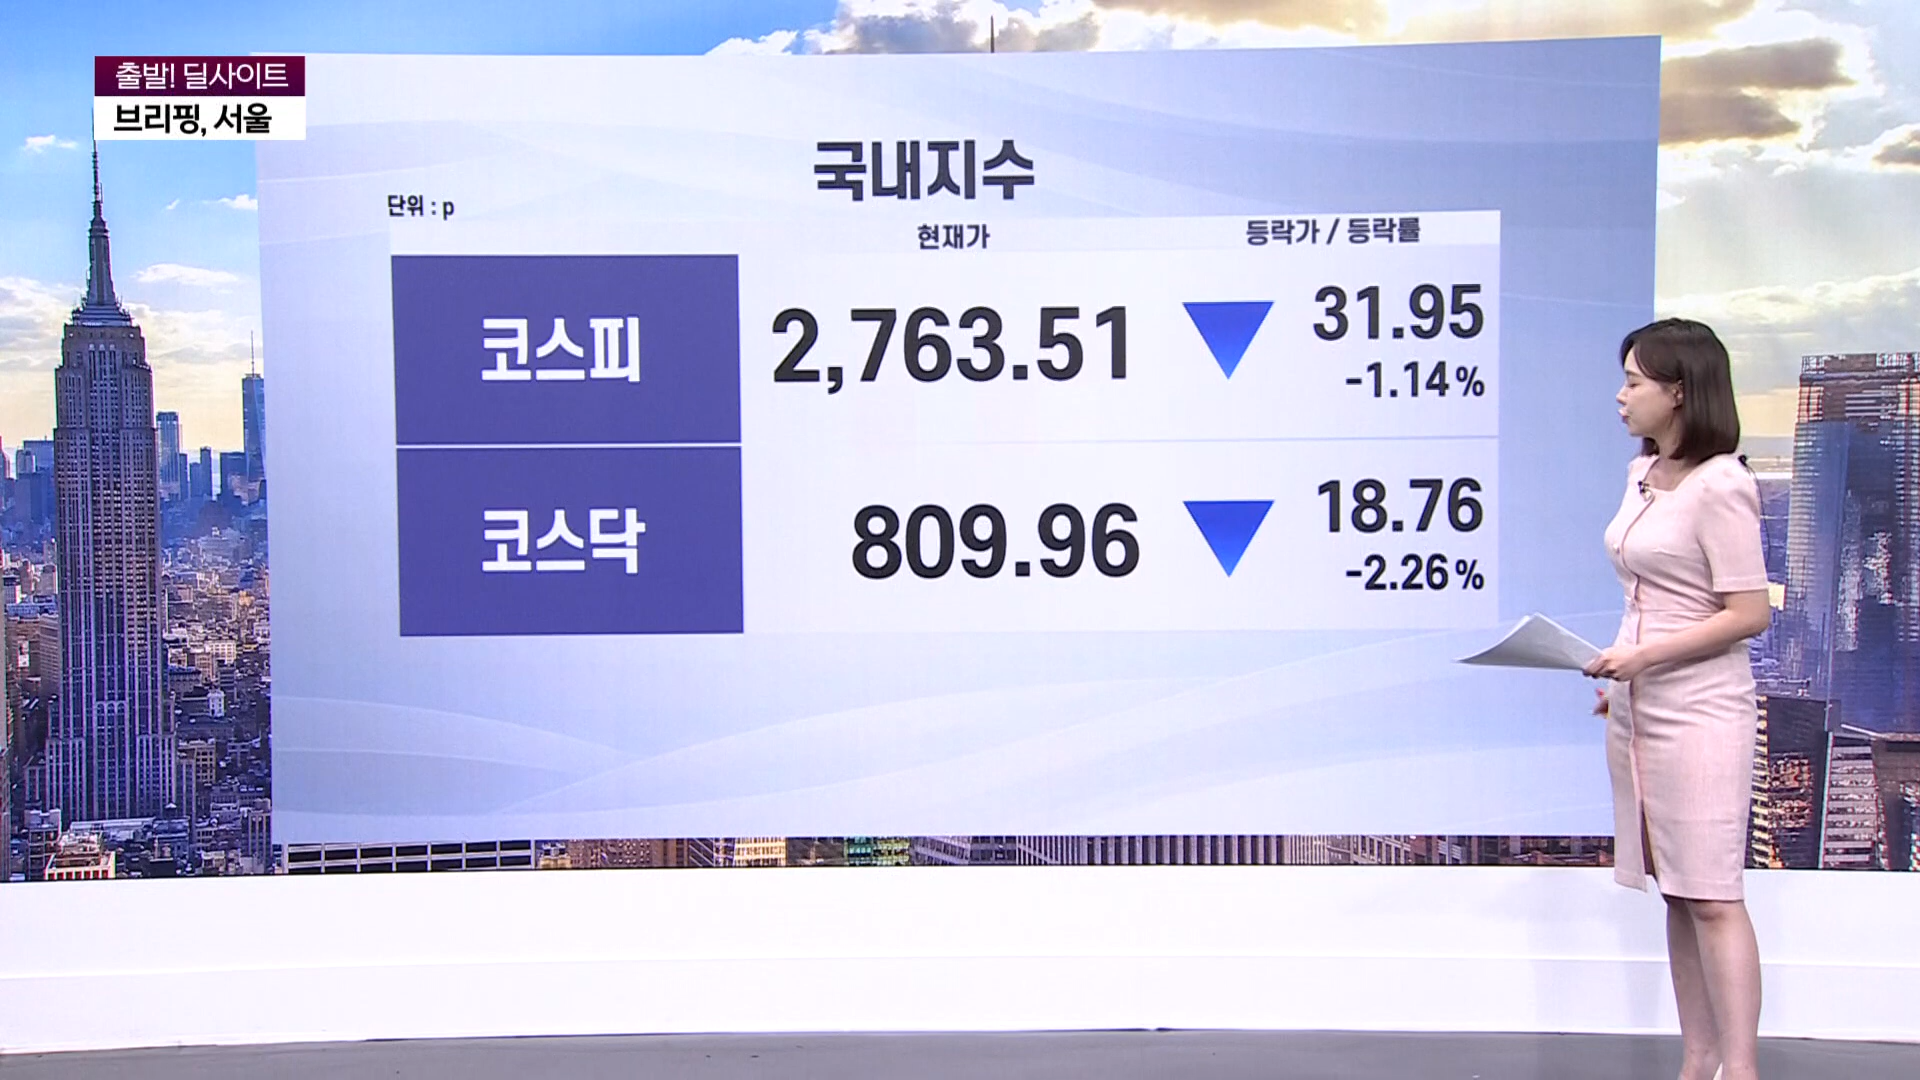 출발! 딜사이트
브리핑, 서울
국내지수
단위 : p
현재가
등락가 / 등락률
코스피
2,763.51
▼
31.95
-1.14%
코스닥
809.96
▼
18.76
-2.26%